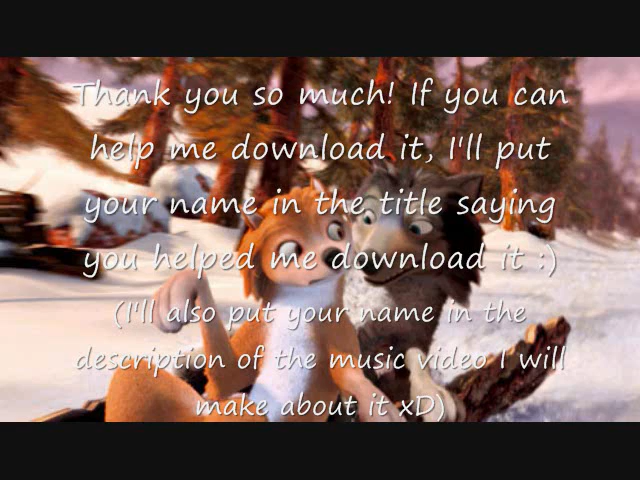 Thank you so much! If you can
help me download it, I'll put
your name in the title saying
you helped me download it :)
(I'll also put your name in the
description of the music video I will
make about it xD)